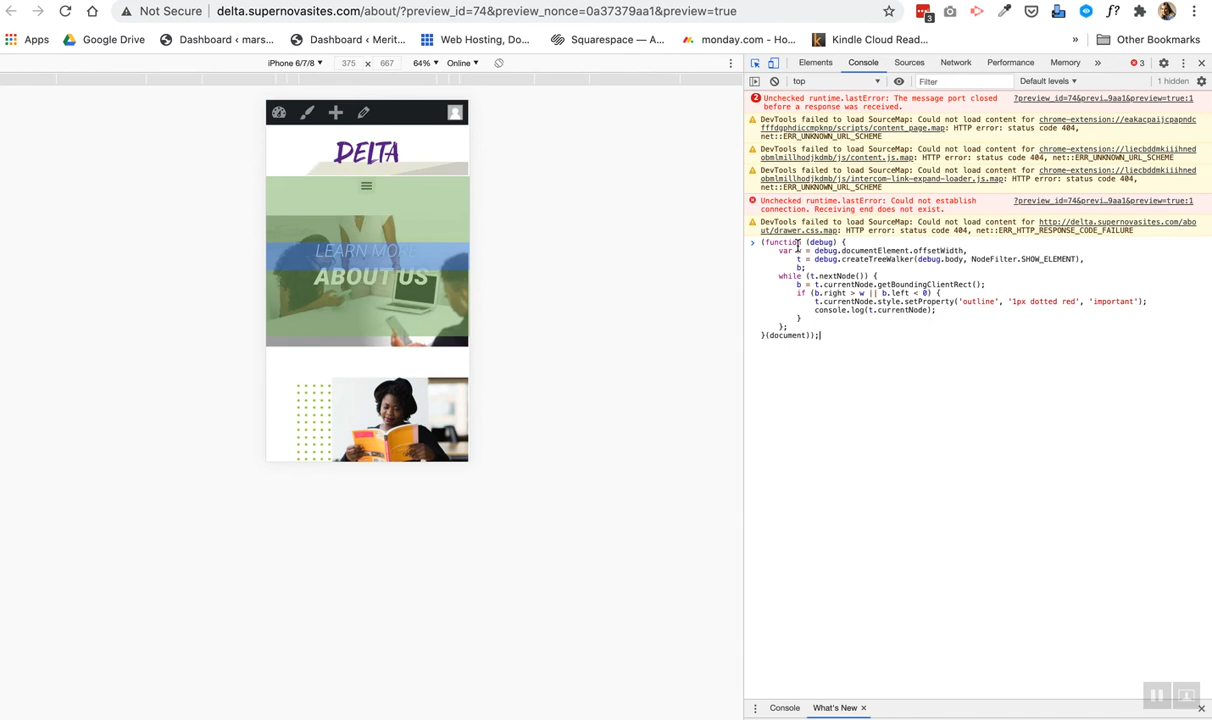 Not Secure delta.supernovasites.com/about/?preview_id=74&preview_nonce=0a37379aa1&preview=true
3
f?
Apps Google Drive Dashboard ‹ mars... Dashboard ‹ Merit... Web Hosting, Do... Squarespace — A... monday.com - Ho... Kindle Cloud Read... » Other Bookmarks
iPhone 6/7/8 ▼ 375 × 667 64% ▼ Online ▼
Elements Console Sources Network Performance Memory » 3
top ▼ Filter Default levels ▼ 1 hidden
2 Unchecked runtime.lastError: The message port closed before a response was received. ?preview_id=74&previ…9aa1&preview=true:1
DevTools failed to load SourceMap: Could not load content for chrome-extension://eakacpaijcpapndc
fffdgphdiccmpknp/scripts/content_page.map: HTTP error: status code 404,
net::ERR_UNKNOWN_URL_SCHEME
DevTools failed to load SourceMap: Could not load content for chrome-extension://liecbddmkiiihned
obmlmillhodjkdmb/js/content.js.map: HTTP error: status code 404, net::ERR_UNKNOWN_URL_SCHEME
DevTools failed to load SourceMap: Could not load content for chrome-extension://liecbddmkiiihned
obmlmillhodjkdmb/js/intercom-link-expand-loader.js.map: HTTP error: status code 404,
net::ERR_UNKNOWN_URL_SCHEME
Unchecked runtime.lastError: Could not establish connection. Receiving end does not exist. ?preview_id=74&previ…9aa1&preview=true:1
DevTools failed to load SourceMap: Could not load content for http://delta.supernovasites.com/abo
ut/drawer.css.map: HTTP error: status code 404, net::ERR_HTTP_RESPONSE_CODE_FAILURE
(function (debug) {
var w = debug.documentElement.offsetWidth,
t = debug.createTreeWalker(debug.body, NodeFilter.SHOW_ELEMENT),
b;
while (t.nextNode()) {
b = t.currentNode.getBoundingClientRect();
if (b.right > w || b.left < 0) {
t.currentNode.style.setProperty('outline', '1px dotted red', 'important');
console.log(t.currentNode);
}
};
}(document));
DELTA
LEARN MORE
ABOUT US
Console What's New ×